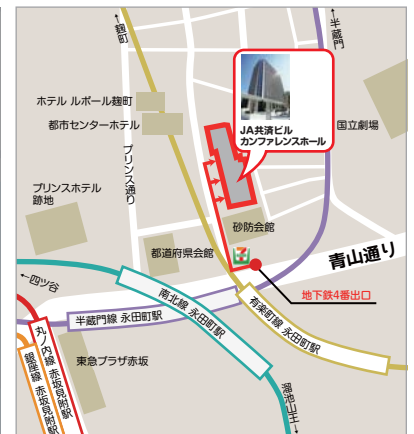 ←麹町
←半蔵門
JA共済ビル
カンファレンスホール
ホテル ルポール麹町
都市センターホテル
国立劇場
プリンス通り
プリンスホテル
跡地
砂防会館
都道府県会館
青山通り
←四ツ谷
地下鉄4番出口
南北線 永田町駅
半蔵門線 永田町駅
有楽町線 永田町駅
丸ノ内線 赤坂見附駅
銀座線 赤坂見附駅
東急プラザ赤坂
溜池山王→